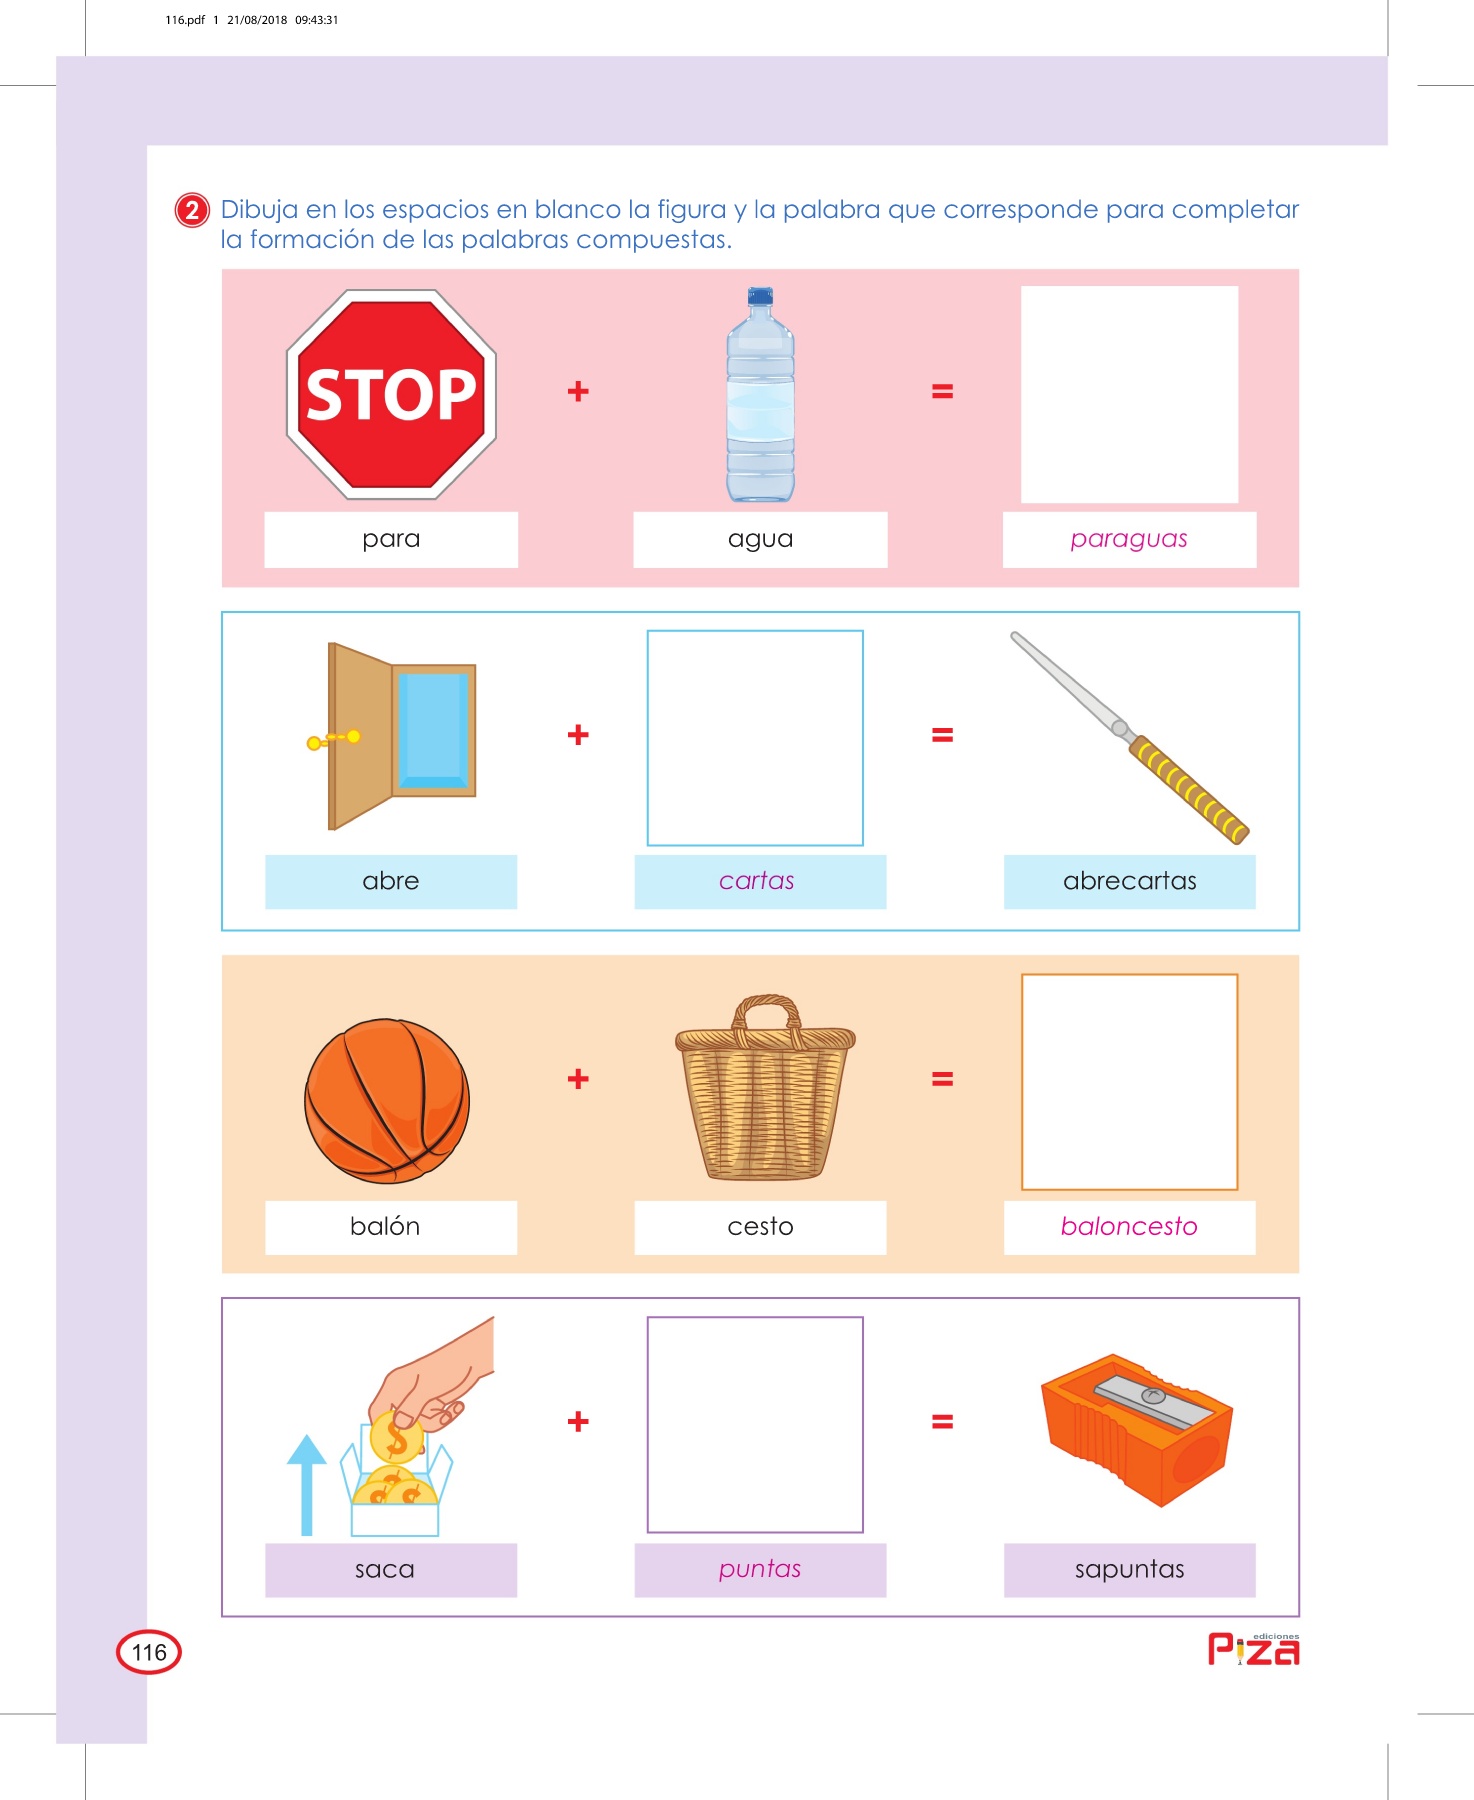 116.pdf 1 21/08/2018 09:43:31
2 Dibuja en los espacios en blanco la figura y la palabra que corresponde para completar
la formación de las palabras compuestas.
STOP
+ =
para agua paraguas
+ =
abre cartas abrecartas
+ =
balón cesto baloncesto
$
+ =
saca puntas sapuntas
116
ediciones
Piza